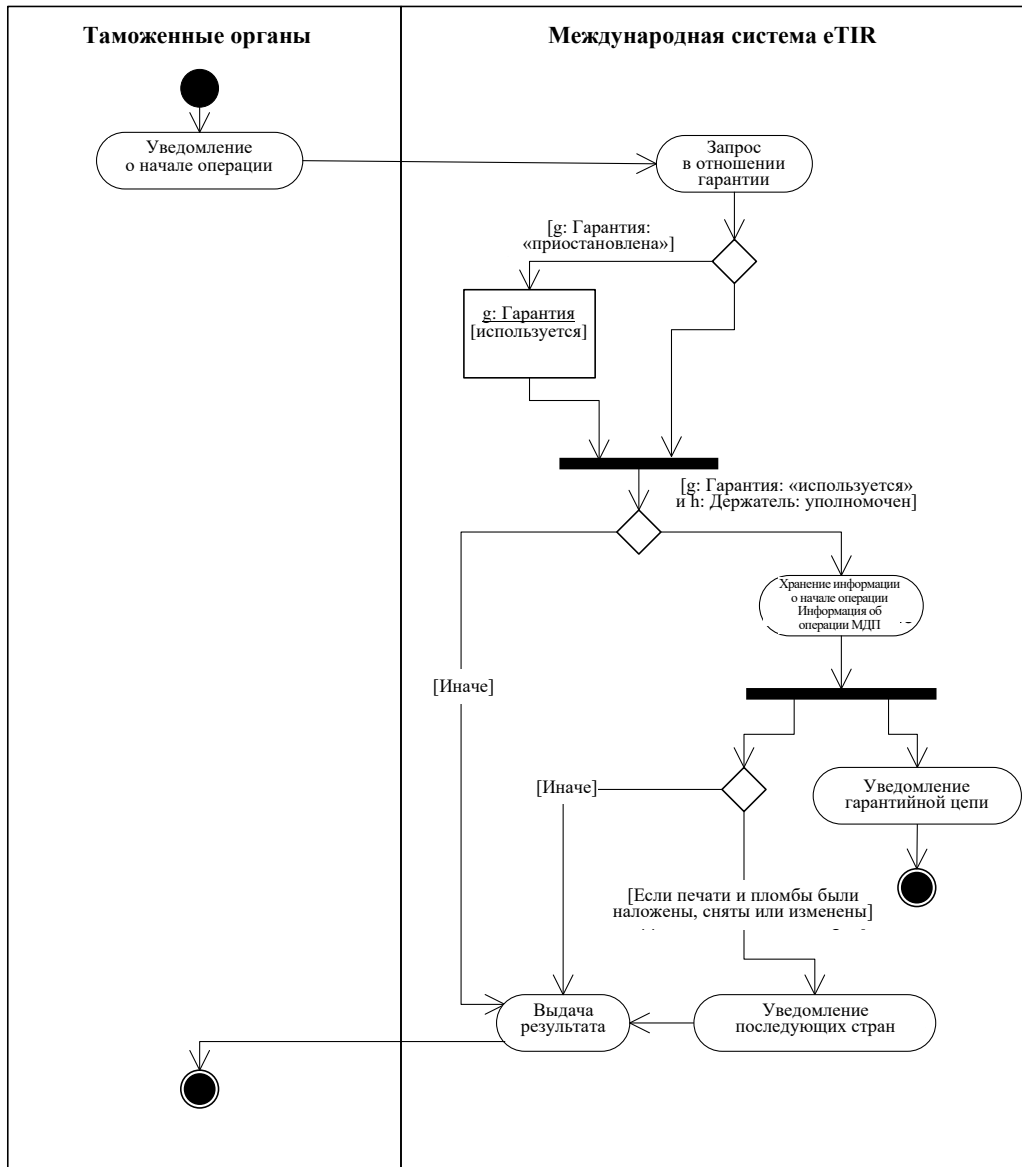 Таможенные органы
Международная система eTIR
Уведомление
о начале операции
Запрос
в отношении
гарантии
[g: Гарантия:
«приостановлена»]
g: Гарантия
[используется]
[g: Гарантия: «используется»
и h: Держатель: уполномочен]
Хранение информации
о начале операции
Информация об
операции МДП
[Иначе]
[Иначе]
Уведомление
гарантийной цепи
[Если печати и пломбы были
наложены, сняты или изменены]
Выдача
результата
Уведомление
последующих стран